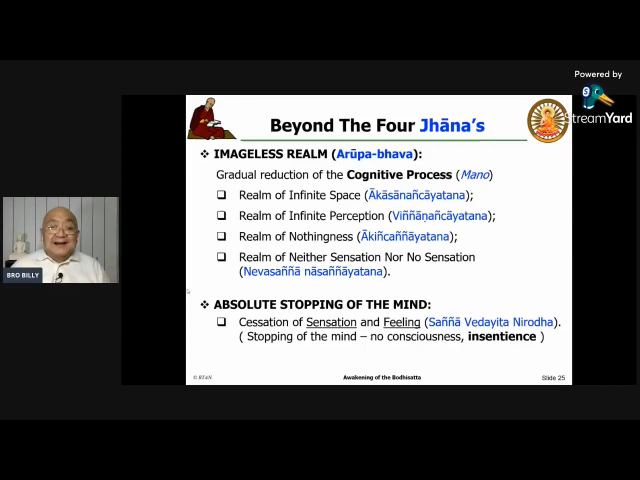 Powered by
StreamYard
Beyond The Four Jhāna's
❖ IMAGELESS REALM (Arūpa-bhava):
Gradual reduction of the Cognitive Process (Mano)
❑ Realm of Infinite Space (Ākāsānañcāyatana);
❑ Realm of Infinite Perception (Viññāṇañcāyatana);
❑ Realm of Nothingness (Ākiñcaññāyatana);
❑ Realm of Neither Sensation Nor No Sensation
(Nevasaññā nāsaññāyatana).
BRO BILLY
❖ ABSOLUTE STOPPING OF THE MIND:
❑ Cessation of Sensation and Feeling (Saññā Vedayita Nirodha).
( Stopping of the mind – no consciousness, insentience )
© BTAN
Awakening of the Bodhisatta
Slide 25